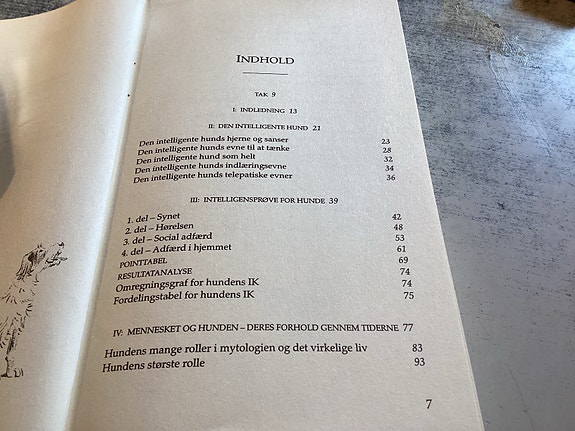 INDHOLD
TAK 9
I: INDLEDNING 13
II: DEN INTELLIGENTE HUND 21
Den intelligente hunds hjerne og sanser 23
Den intelligente hunds evne til at tænke 28
Den intelligente hund som helt 32
Den intelligente hunds indlæringsevne 34
Den intelligente hunds telepatiske evner 36
III: INTELLIGENSPRØVE FOR HUNDE 39
1. del – Synet 42
2. del – Hørelsen 48
3. del – Social adfærd 53
4. del – Adfærd i hjemmet 61
POINTTABEL 69
RESULTATANALYSE 74
Omregningsgraf for hundens IK 74
Fordelingstabel for hundens IK 75
IV: MENNESKET OG HUNDEN – DERES FORHOLD GENNEM TIDERNE 77
Hundens mange roller i mytologien og det virkelige liv 83
Hundens største rolle 93
7